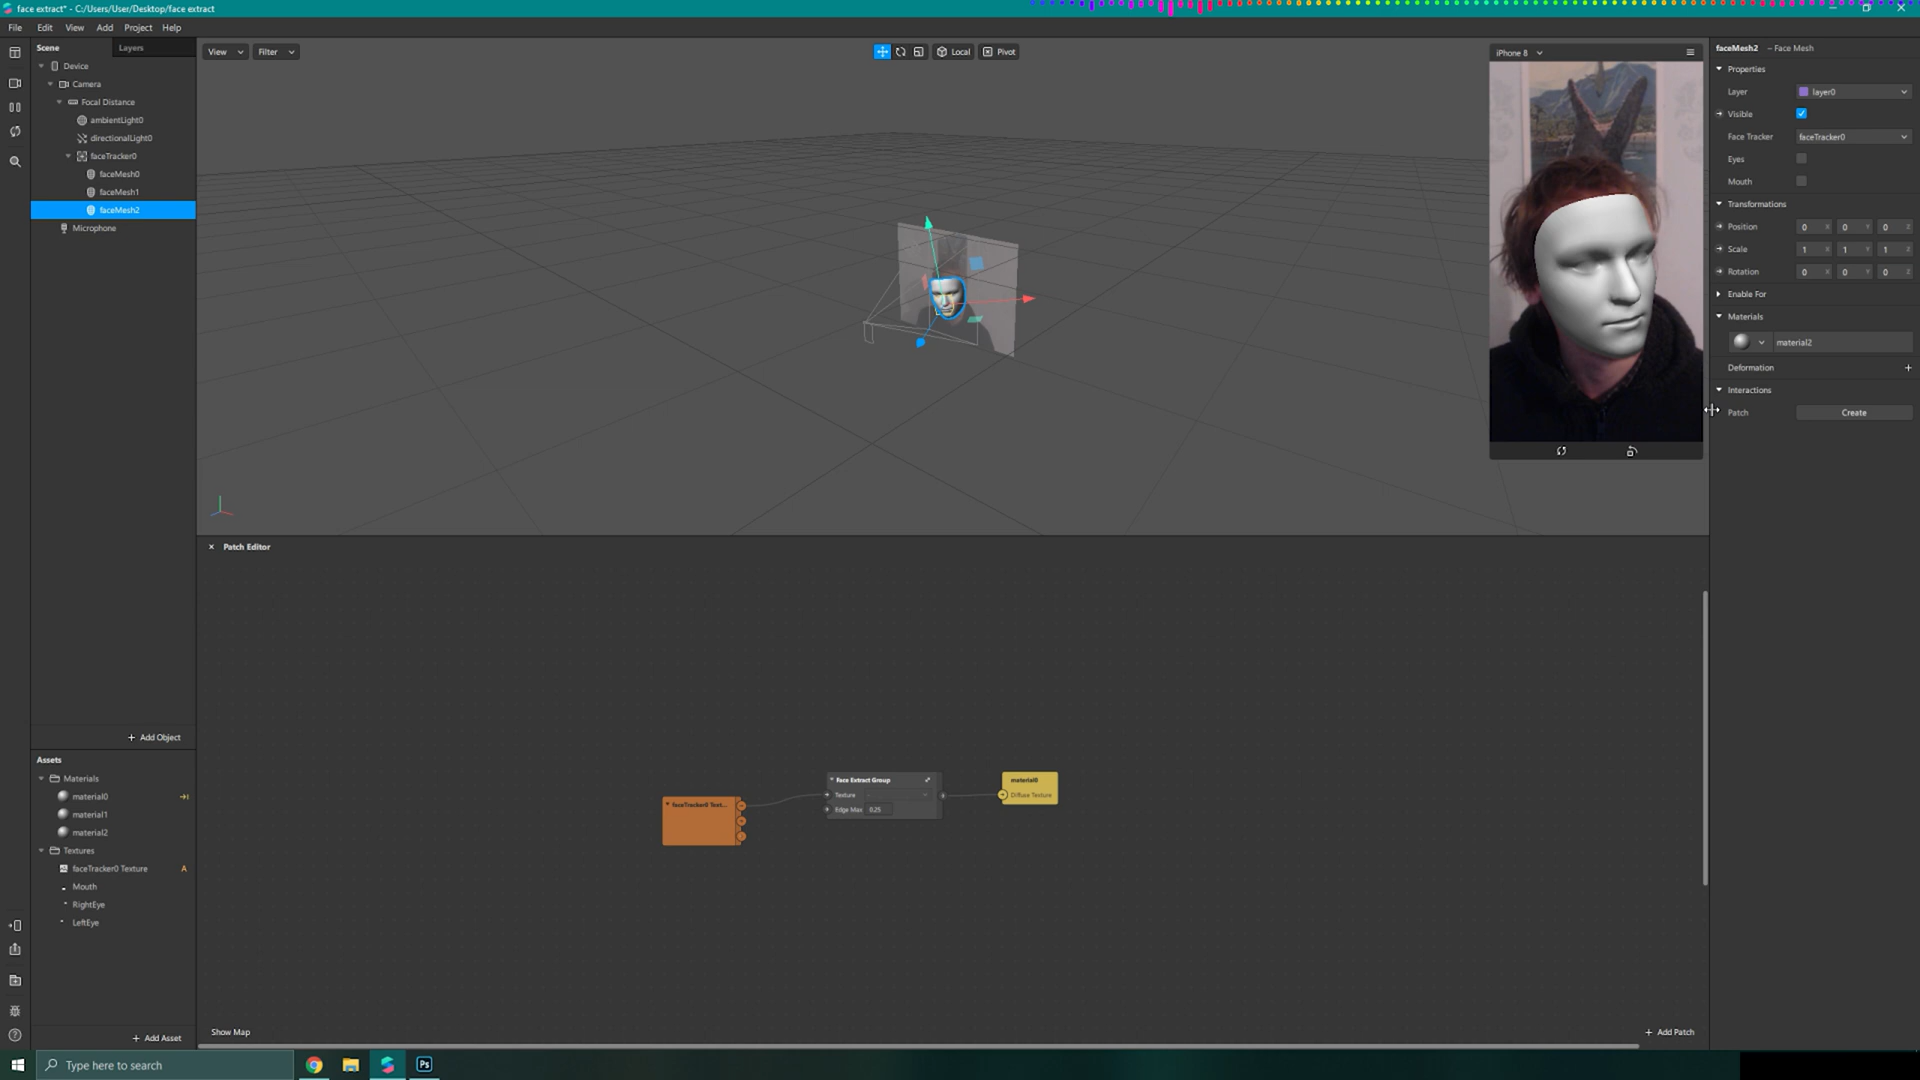 face extract* - C:/Users/User/Desktop/face extract
File Edit View Add Project Help
Scene Layers
Device
Camera
Focal Distance
ambientLight0
directionalLight0
faceTracker0
faceMesh0
faceMesh1
faceMesh2
Microphone
+ Add Object
Assets
Materials
material0
material1
material2
Textures
faceTracker0 Texture A
Mouth
RightEye
LeftEye
+ Add Asset
View Filter Local Pivot
iPhone 8
faceMesh2 – Face Mesh
Properties
Layer layer0
Visible
Face Tracker faceTracker0
Eyes
Mouth
Transformations
Position 0 X 0 Y 0 Z
Scale 1 X 1 Y 1 Z
Rotation 0 X 0 Y 0 Z
Enable For
Materials
material2
Deformation +
Interactions
Patch Create
× Patch Editor
faceTracker0 Text...
Face Extract Group
Texture
Edge Max 0.25
material0
Diffuse Texture
Show Map
+ Add Patch
Type here to search
Ps